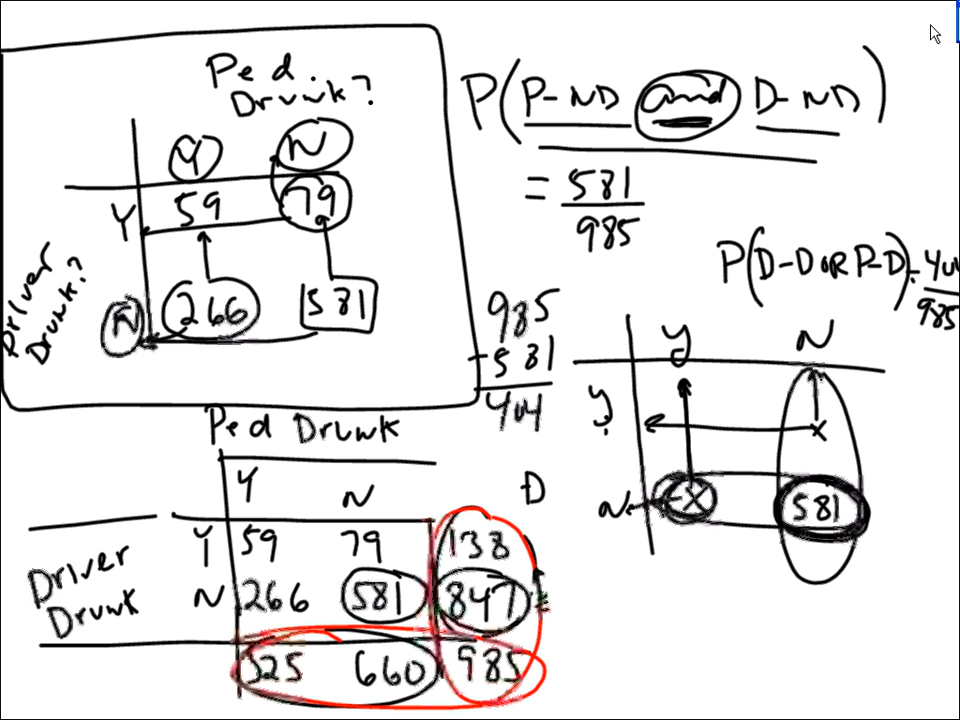 Ped.
Drunk?
Y N
Y 59 79
Driver
Drunk?
N 266 581
P(P-ND and D-ND)
= 581
985
P(D-D OR P-D) = 404
985
985
-581
404
y N
y x
N x 581
Ped Drunk
Y N D
Y 59 79 138
Driver
Drunk
N 266 581 847
525 660 985